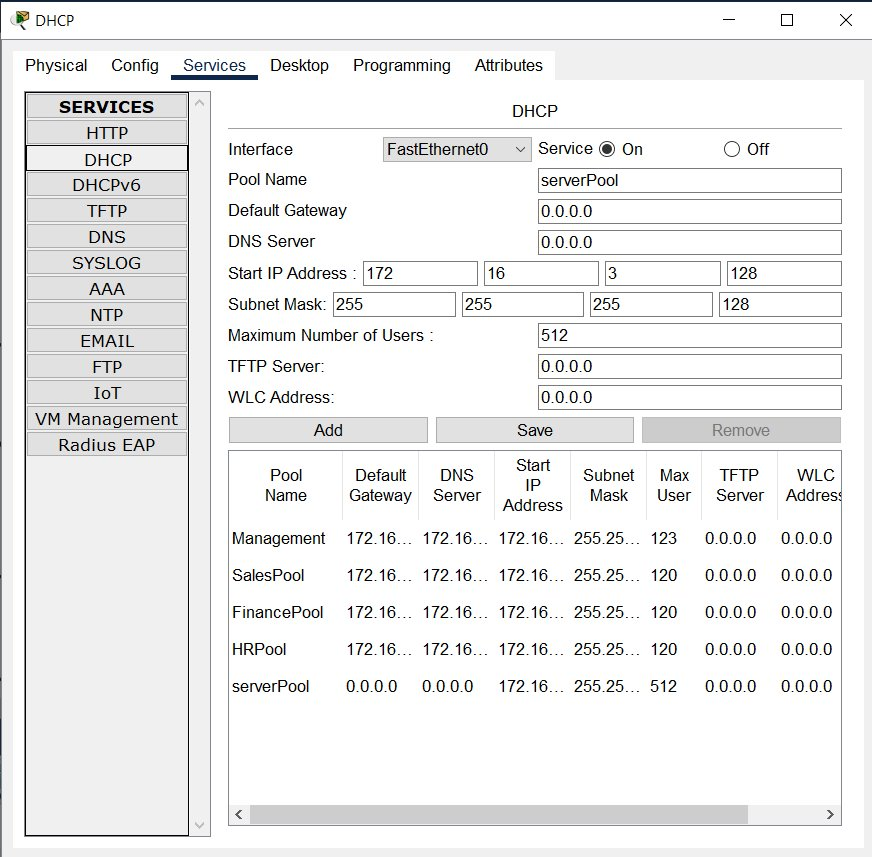 DHCP
Physical Config Services Desktop Programming Attributes
SERVICES
HTTP
DHCP
DHCPv6
TFTP
DNS
SYSLOG
AAA
NTP
EMAIL
FTP
IoT
VM Management
Radius EAP
DHCP
Interface FastEthernet0 Service On Off
Pool Name serverPool
Default Gateway 0.0.0.0
DNS Server 0.0.0.0
Start IP Address : 172 16 3 128
Subnet Mask: 255 255 255 128
Maximum Number of Users : 512
TFTP Server: 0.0.0.0
WLC Address: 0.0.0.0
Add Save Remove
Pool Name Default Gateway DNS Server Start IP Address Subnet Mask Max User TFTP Server WLC Address
Management 172.16... 172.16... 172.16... 255.25... 123 0.0.0.0 0.0.0.0
SalesPool 172.16... 172.16... 172.16... 255.25... 120 0.0.0.0 0.0.0.0
FinancePool 172.16... 172.16... 172.16... 255.25... 120 0.0.0.0 0.0.0.0
HRPool 172.16... 172.16... 172.16... 255.25... 120 0.0.0.0 0.0.0.0
serverPool 0.0.0.0 0.0.0.0 172.16... 255.25... 512 0.0.0.0 0.0.0.0